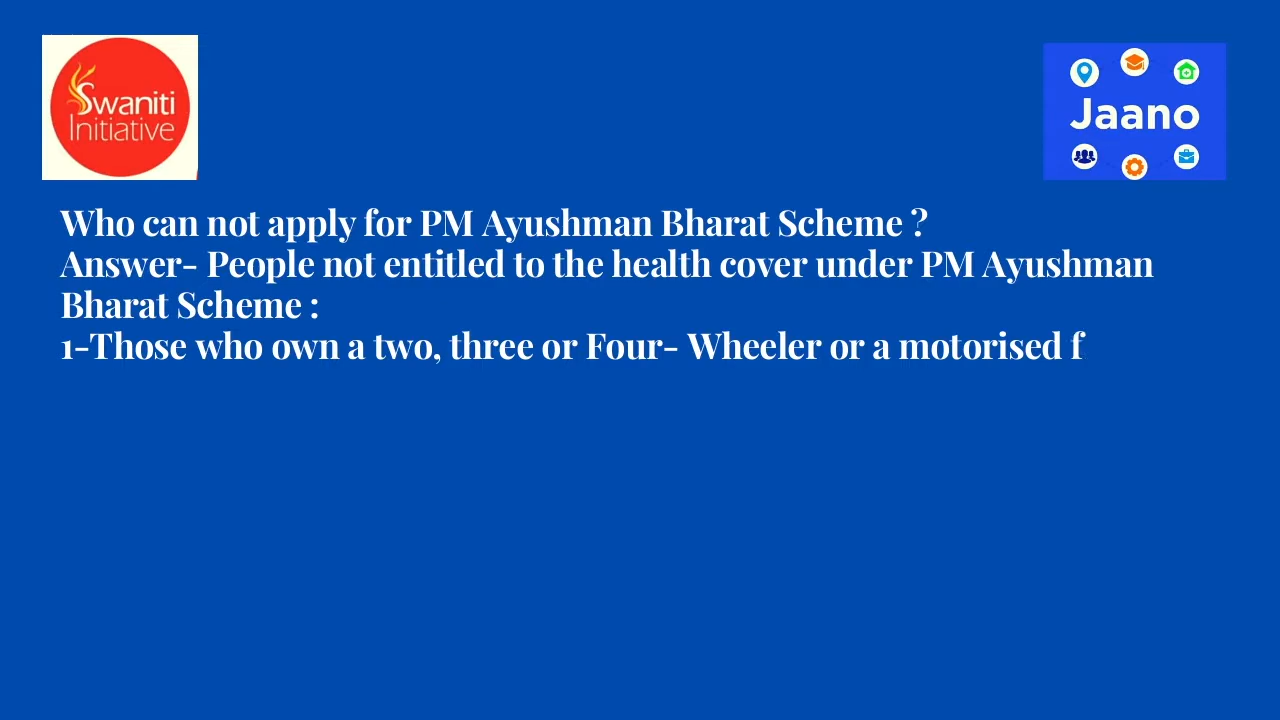 Swaniti
Initiative
Jaano
Who can not apply for PM Ayushman Bharat Scheme ?
Answer- People not entitled to the health cover under PM Ayushman
Bharat Scheme :
1-Those who own a two, three or Four- Wheeler or a motorised f